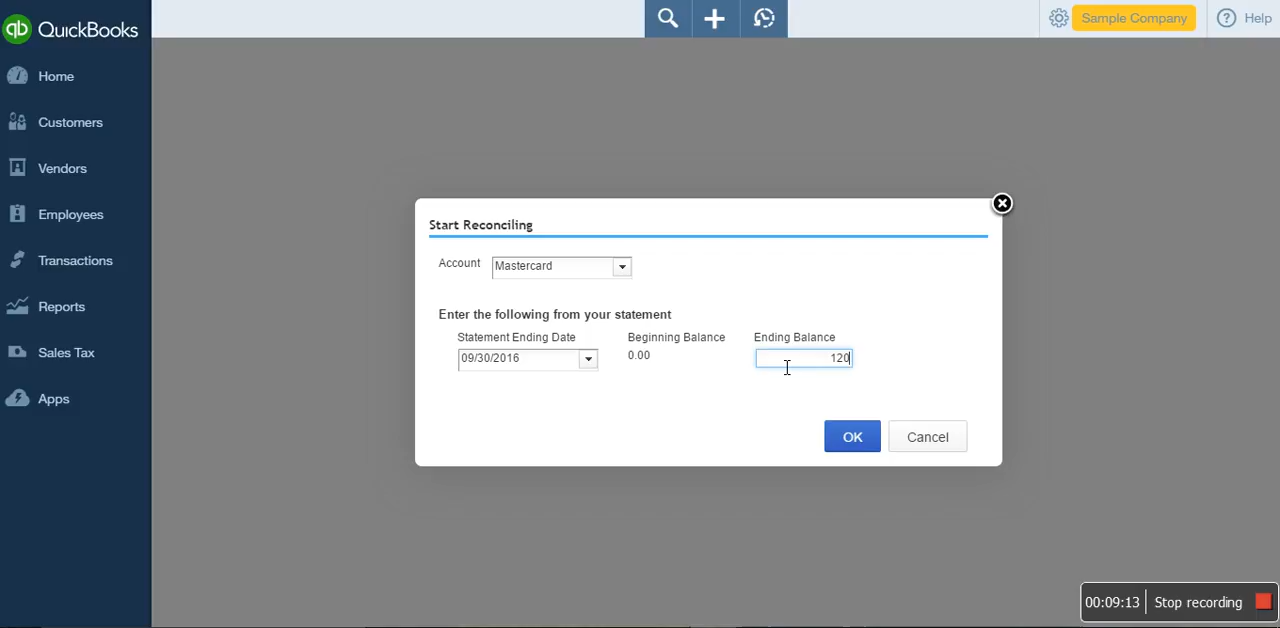 qb QuickBooks
Sample Company
Help
Home
Customers
Vendors
Employees
Transactions
Reports
Sales Tax
Apps
Start Reconciling
Account Mastercard
Enter the following from your statement
Statement Ending Date Beginning Balance Ending Balance
09/30/2016 0.00 120
OK Cancel
00:09:13 Stop recording